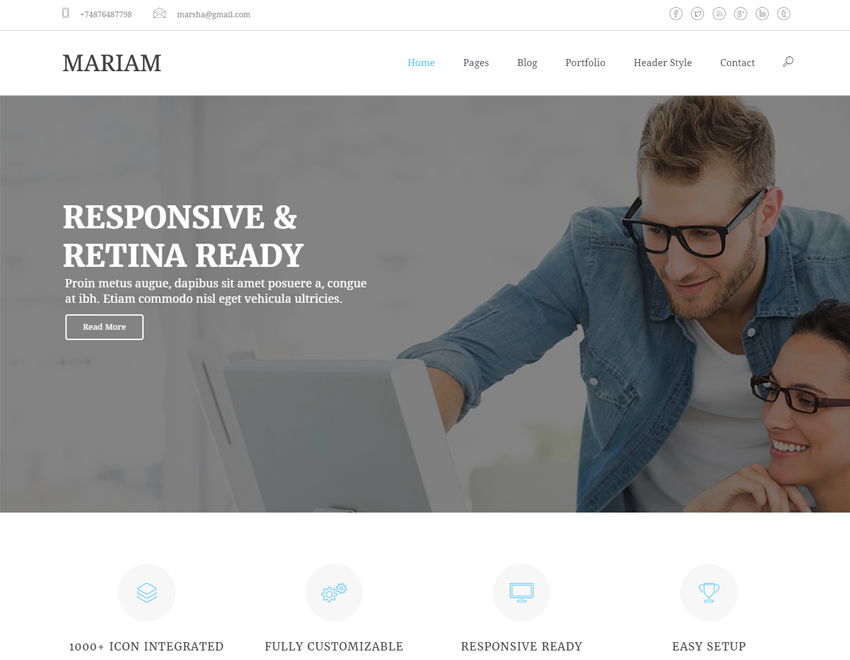 +74876487798 marsha@gmail.com
MARIAM
Home Pages Blog Portfolio Header Style Contact
RESPONSIVE &
RETINA READY
Proin metus augue, dapibus sit amet posuere a, congue
at ibh. Etiam commodo nisl eget vehicula ultricies.
Read More
1000+ ICON INTEGRATED FULLY CUSTOMIZABLE RESPONSIVE READY EASY SETUP